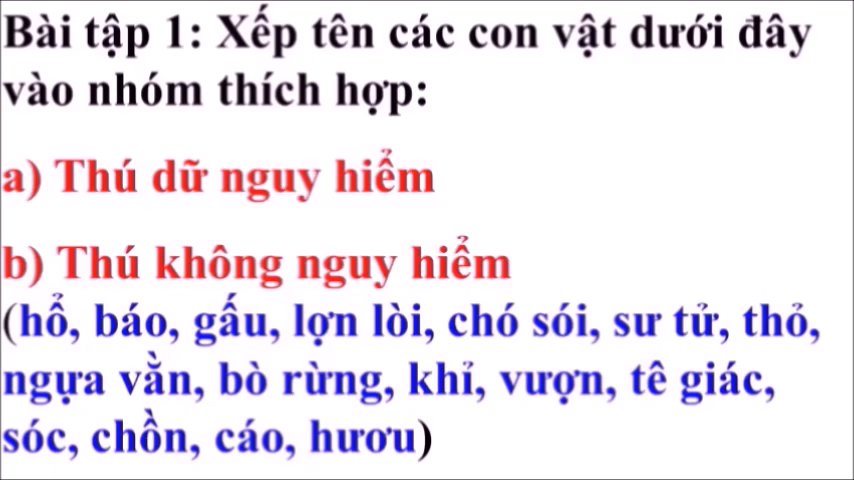 Bài tập 1: Xếp tên các con vật dưới đây
vào nhóm thích hợp:
a) Thú dữ nguy hiểm
b) Thú không nguy hiểm
(hổ, báo, gấu, lợn lòi, chó sói, sư tử, thỏ,
ngựa vằn, bò rừng, khỉ, vượn, tê giác,
sóc, chồn, cáo, hươu)